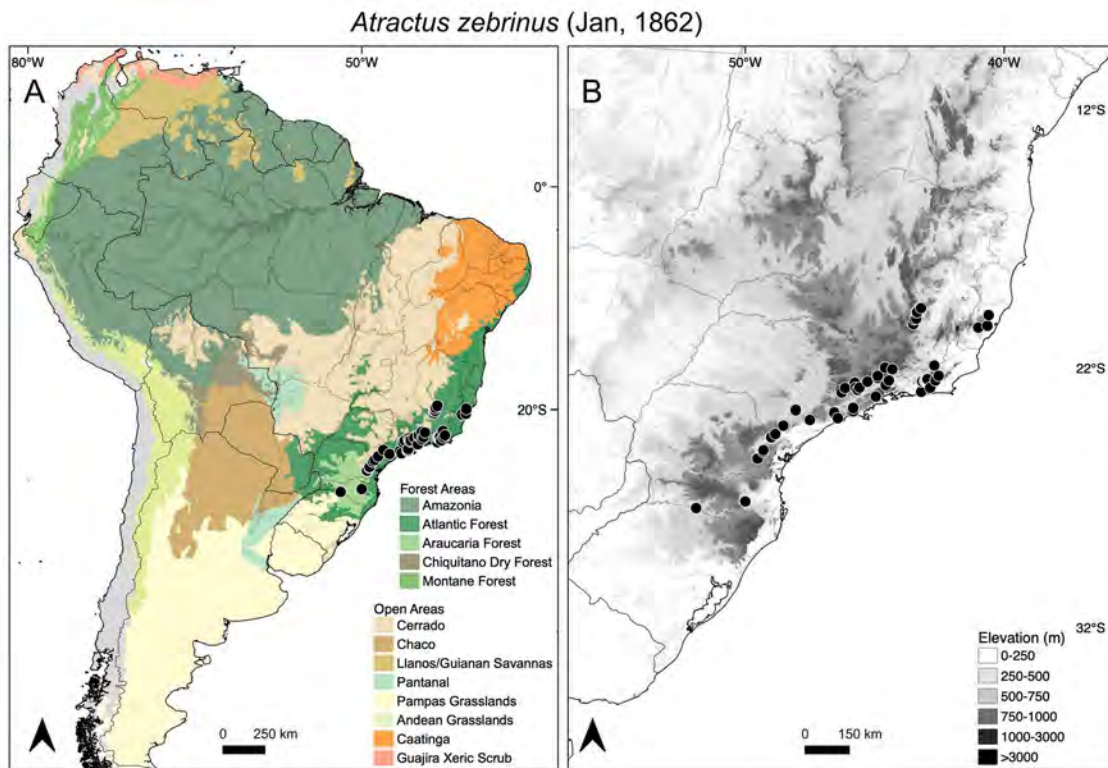 Atractus zebrinus (Jan, 1862)
80°W
50°W
A
0°
20°S
Forest Areas
Amazonia
Atlantic Forest
Araucaria Forest
Chiquitano Dry Forest
Montane Forest
Open Areas
Cerrado
Chaco
Llanos/Guianan Savannas
Pantanal
Pampas Grasslands
Andean Grasslands
Caatinga
Guajira Xeric Scrub
0 250 km
50°W
40°W
B
12°S
22°S
32°S
Elevation (m)
0-250
250-500
500-750
750-1000
1000-3000
>3000
0 150 km